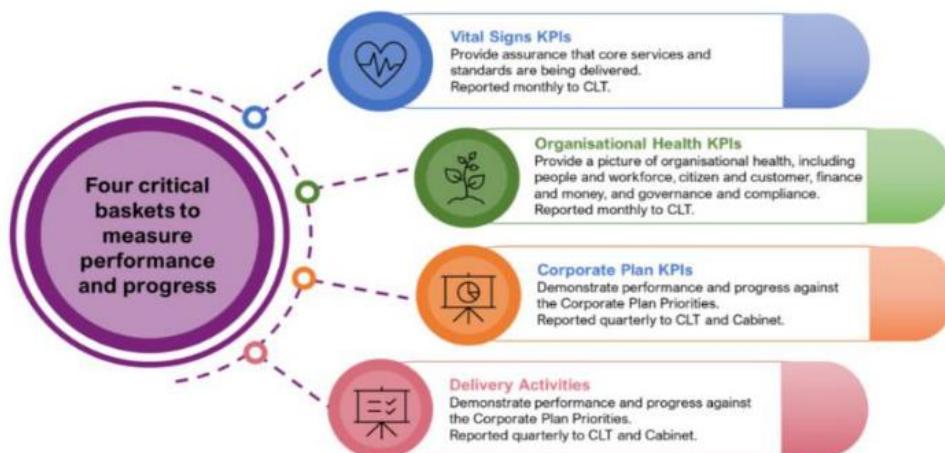 Four critical
baskets to
measure
performance
and progress
Vital Signs KPIs
Provide assurance that core services and
standards are being delivered.
Reported monthly to CLT.
Organisational Health KPIs
Provide a picture of organisational health, including
people and workforce, citizen and customer, finance
and money, and governance and compliance.
Reported monthly to CLT.
Corporate Plan KPIs
Demonstrate performance and progress against
the Corporate Plan Priorities.
Reported quarterly to CLT and Cabinet.
Delivery Activities
Demonstrate performance and progress against
the Corporate Plan Priorities.
Reported quarterly to CLT and Cabinet.